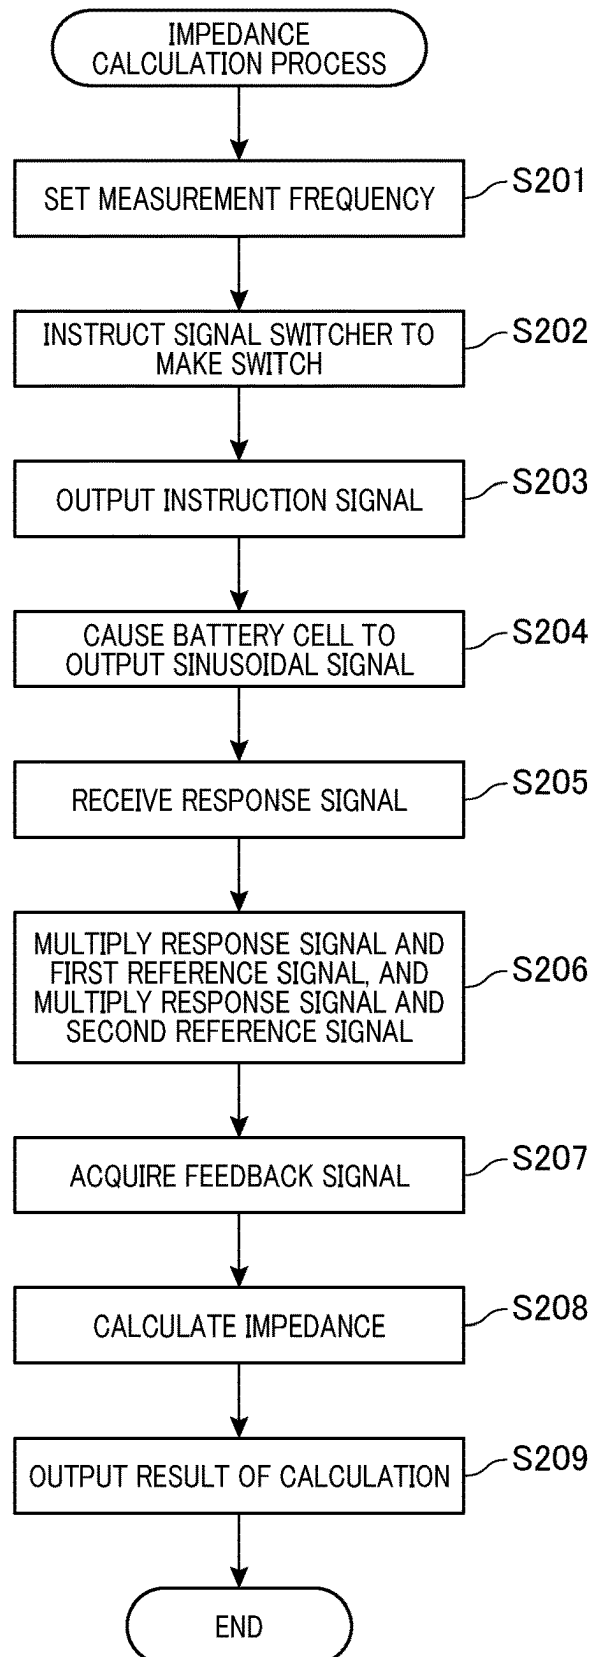 IMPEDANCE
CALCULATION PROCESS
SET MEASUREMENT FREQUENCY
S201
INSTRUCT SIGNAL SWITCHER TO
MAKE SWITCH
S202
OUTPUT INSTRUCTION SIGNAL
S203
CAUSE BATTERY CELL TO
OUTPUT SINUSOIDAL SIGNAL
S204
RECEIVE RESPONSE SIGNAL
S205
MULTIPLY RESPONSE SIGNAL AND
FIRST REFERENCE SIGNAL, AND
MULTIPLY RESPONSE SIGNAL AND
SECOND REFERENCE SIGNAL
S206
ACQUIRE FEEDBACK SIGNAL
S207
CALCULATE IMPEDANCE
S208
OUTPUT RESULT OF CALCULATION
S209
END